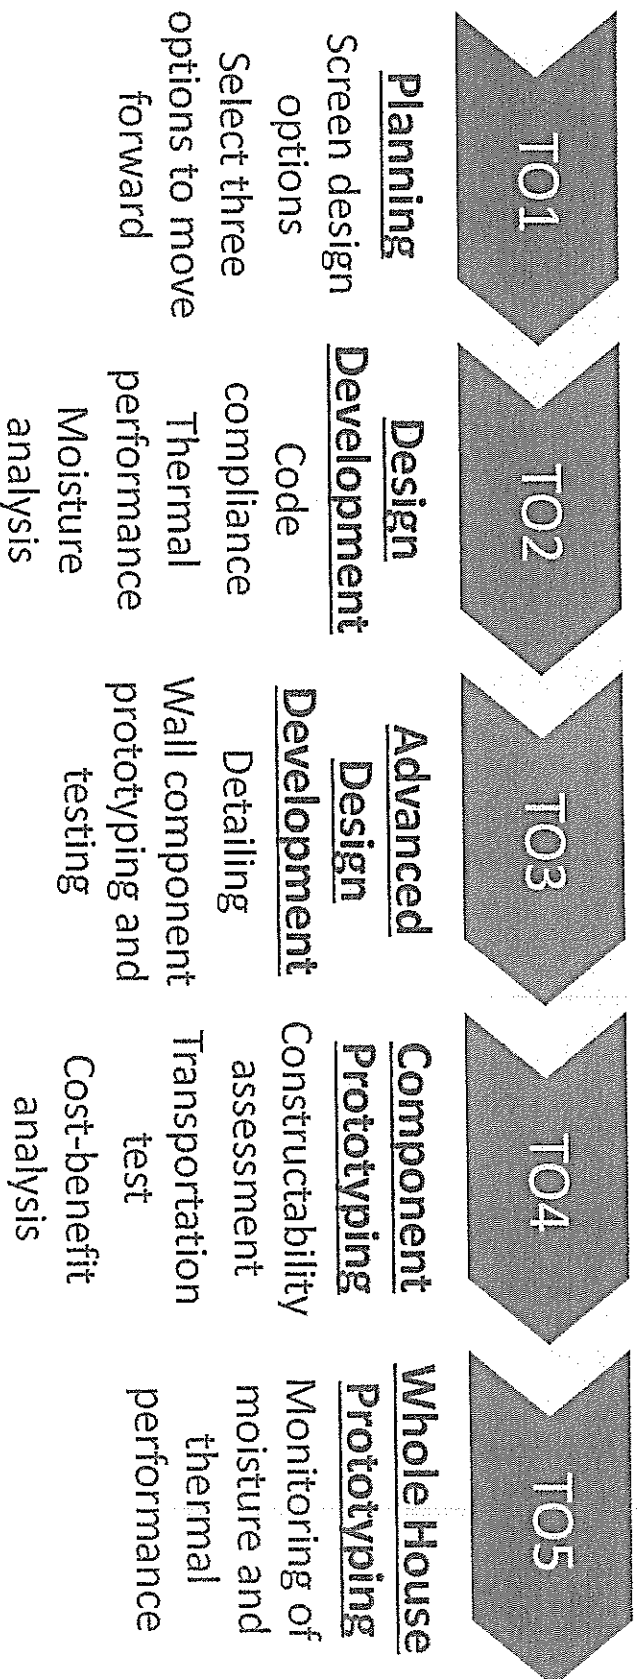 TO1
Planning
Screen design
options
Select three
options to move
forward
TO2
Design
Development
Code
compliance
Thermal
performance
Moisture
analysis
TO3
Advanced
Design
Development
Detailing
Wall component
prototyping and
testing
TO4
Component
Prototyping
Constructability
assessment
Transportation
test
Cost-benefit
analysis
TO5
Whole House
Prototyping
Monitoring of
moisture and
thermal
performance